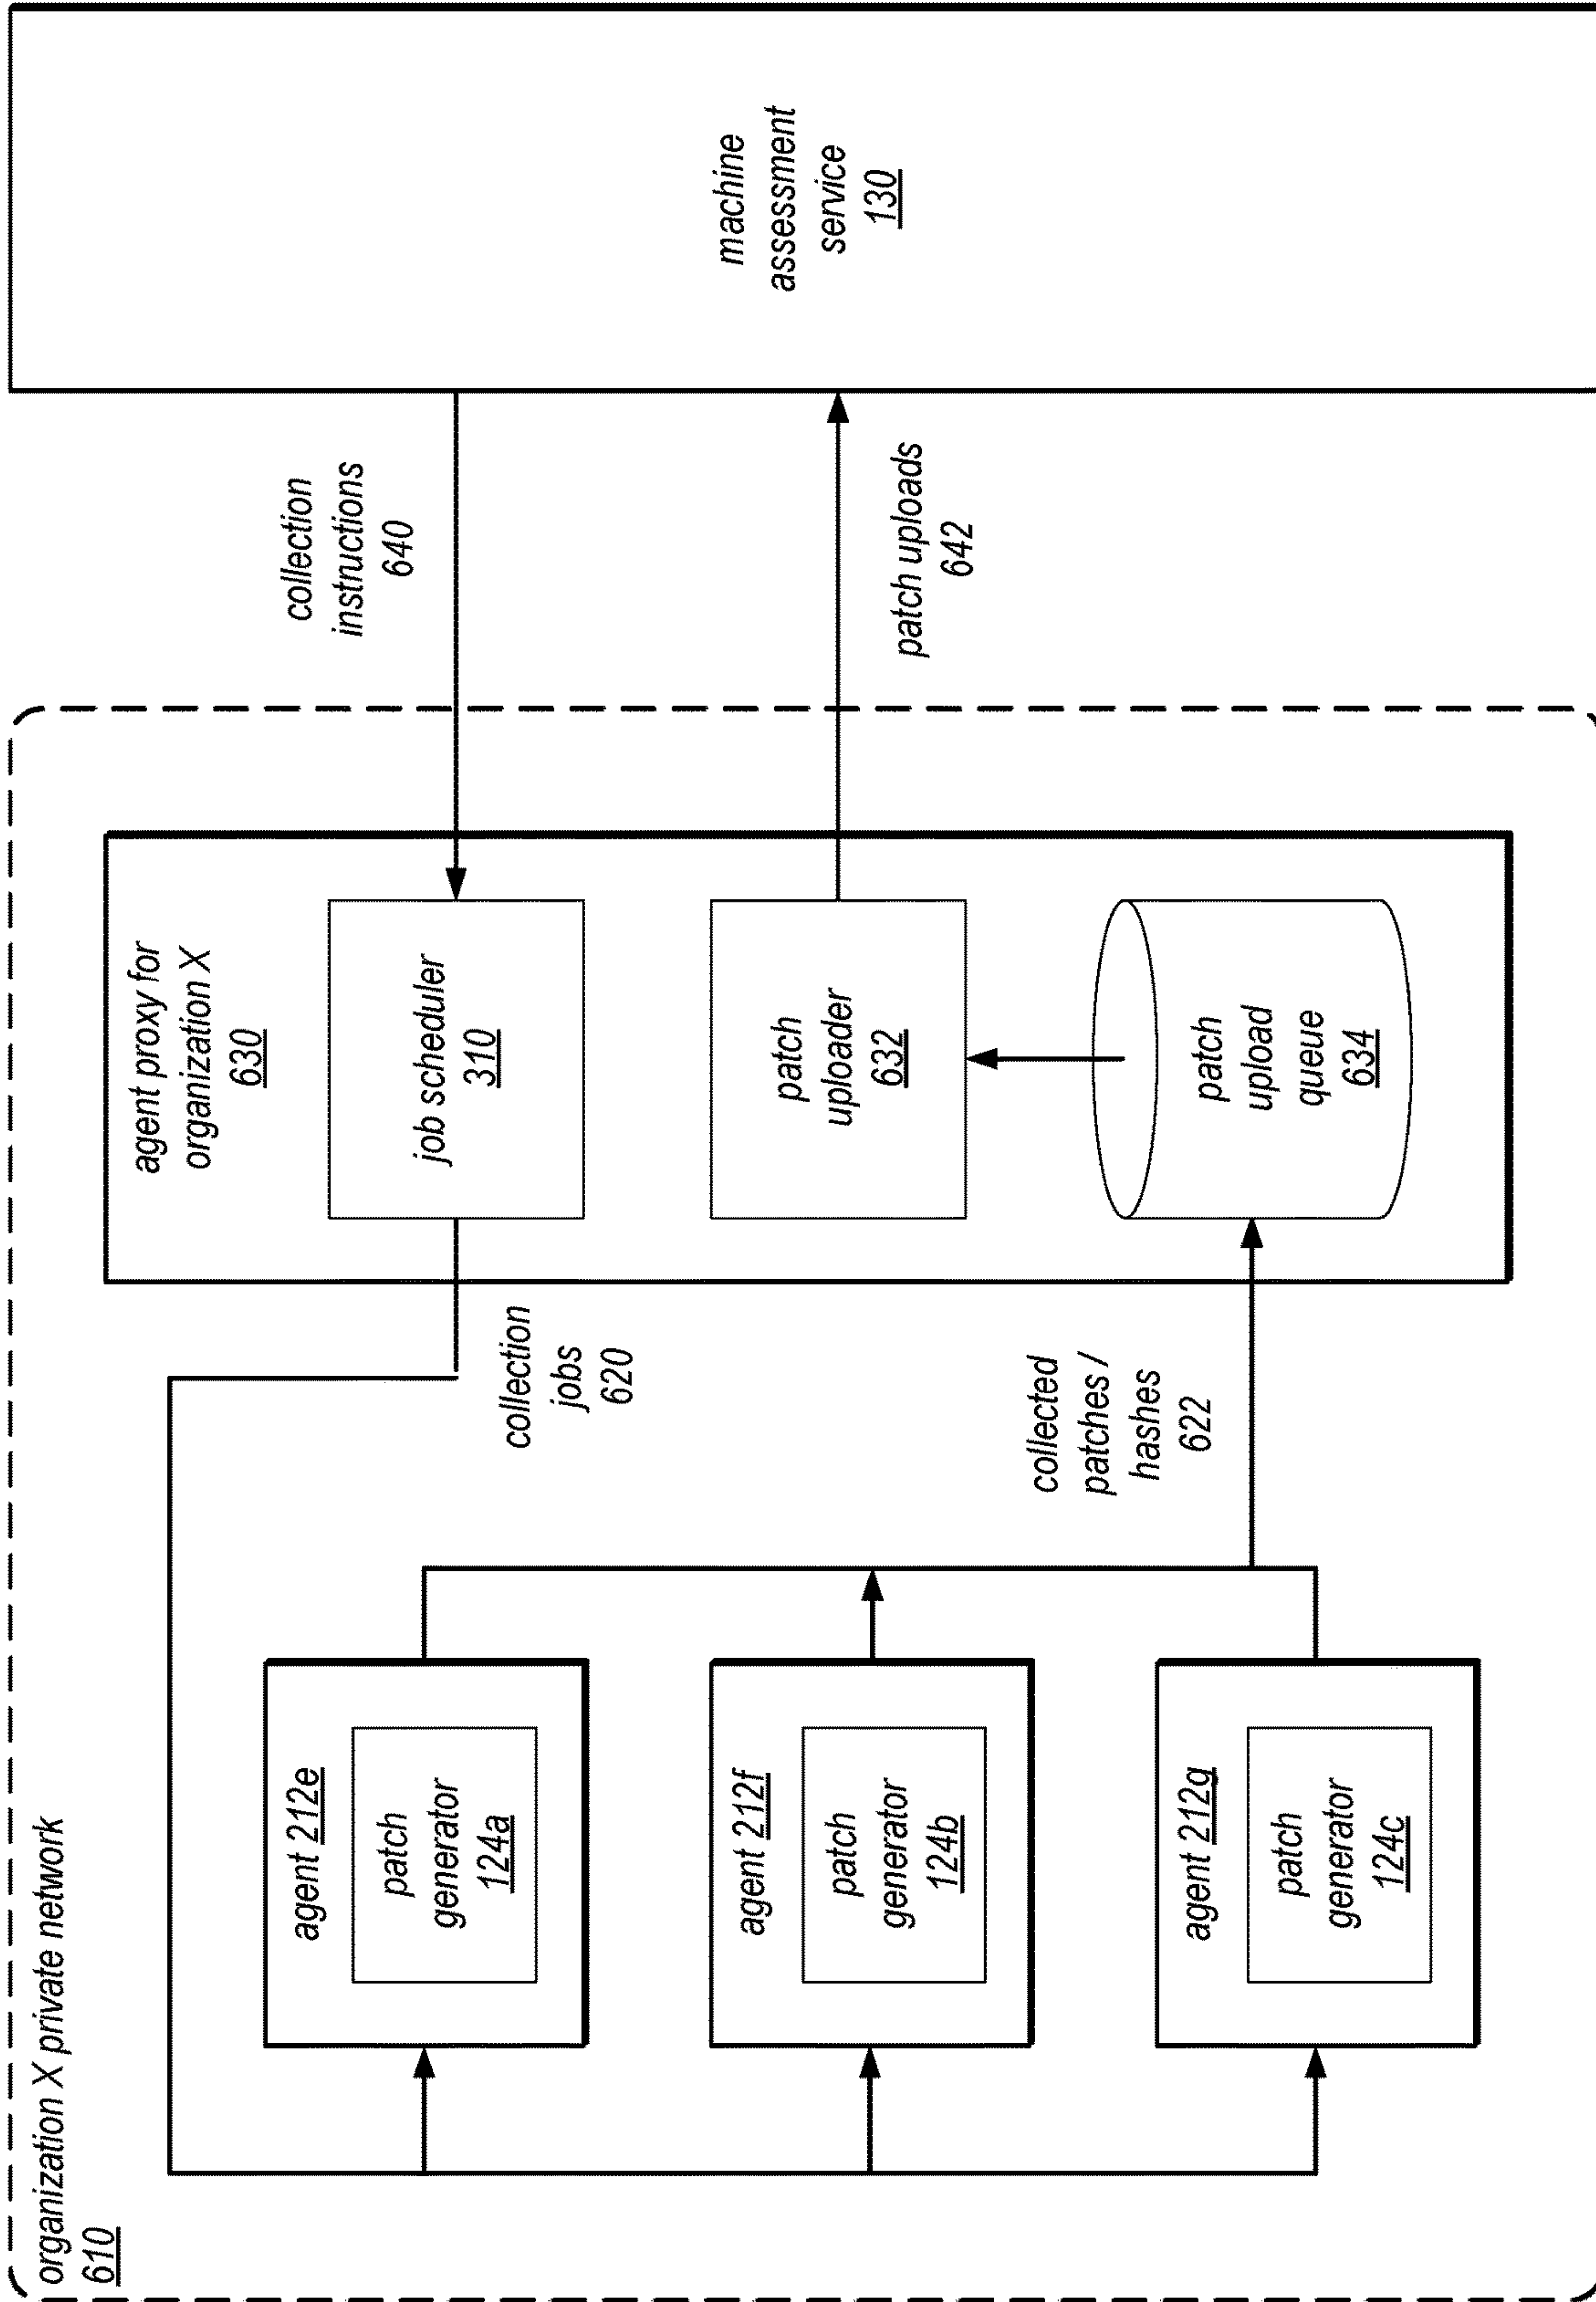 organization X private network
610
agent 212e
patch
generator
124a
agent 212f
patch
generator
124b
agent 212g
patch
generator
124c
collection
jobs
620
collected
patches /
hashes
622
agent proxy for
organization X
630
job scheduler
310
patch
uploader
632
patch
upload
queue
634
collection
instructions
640
patch uploads
642
machine
assessment
service
130